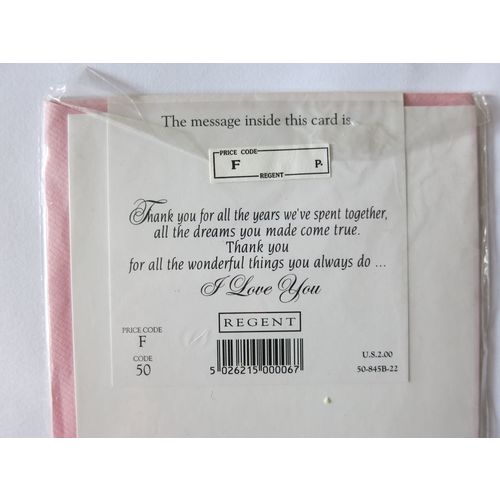 The message inside this card is
PRICE CODE
F P.
REGENT
Thank you for all the years we've spent together,
all the dreams you made come true.
Thank you
for all the wonderful things you always do ...
I Love You
REGENT
PRICE CODE
F
CODE
50
5 026215 000067
U.S.2.00
50-845B-22